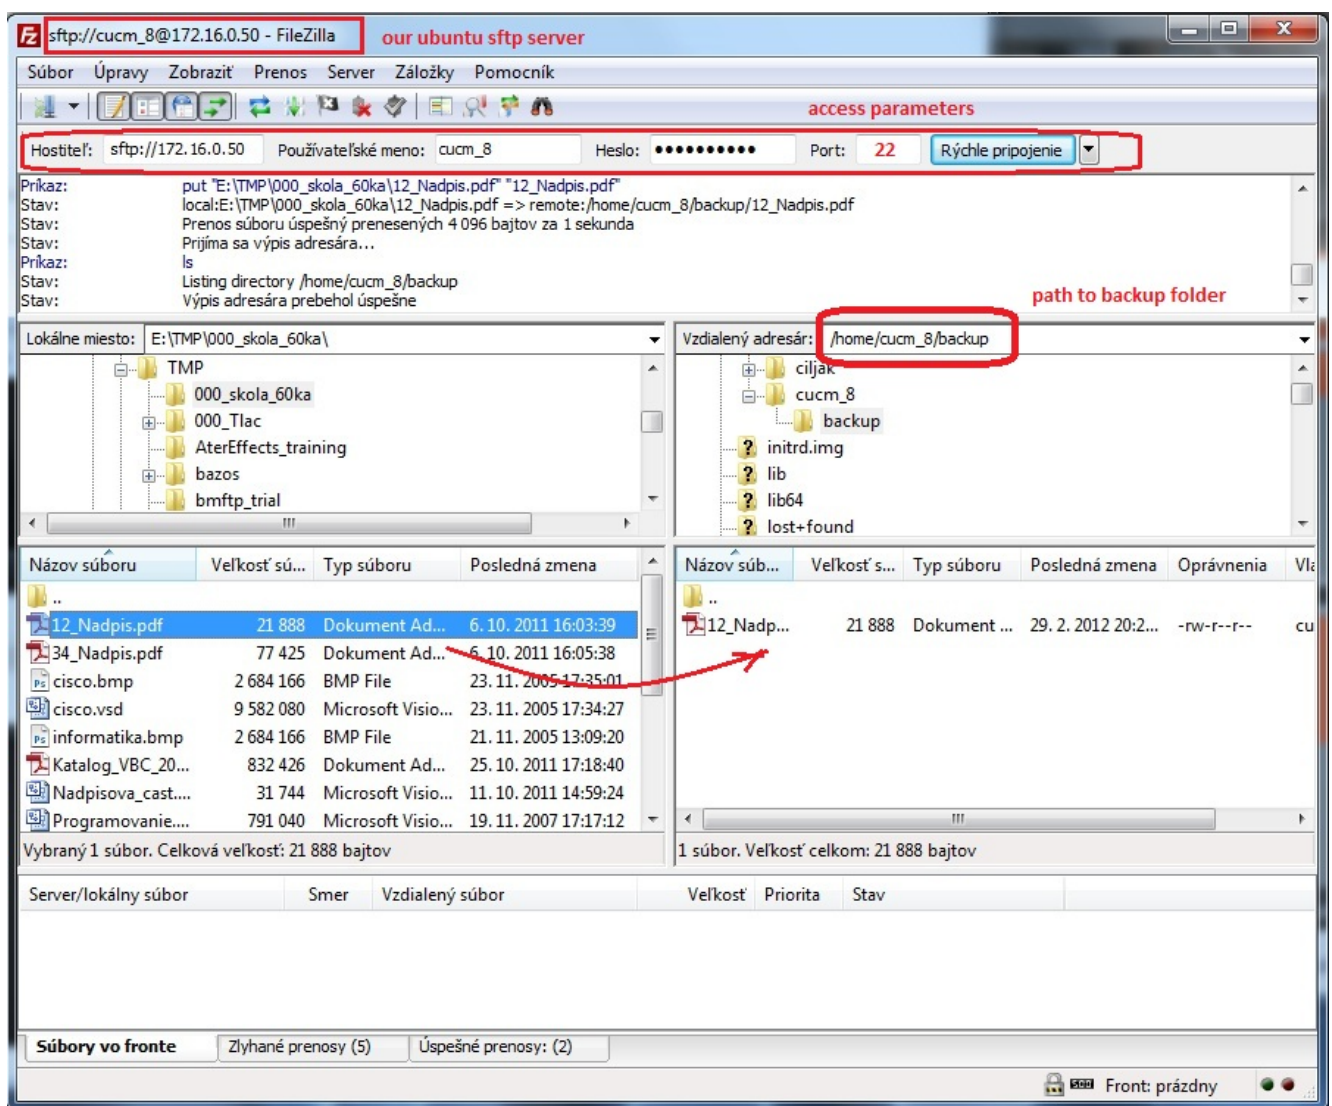 sftp://cucm_8@172.16.0.50 - FileZilla our ubuntu sftp server
Súbor Úpravy Zobraziť Prenos Server Záložky Pomocník
access parameters
Hostiteľ: sftp://172.16.0.50 Používateľské meno: cucm_8 Heslo: ●●●●●●●●●● Port: 22 Rýchle pripojenie
Príkaz: put "E:\TMP\000_skola_60ka\12_Nadpis.pdf" "12_Nadpis.pdf"
Stav: local:E:\TMP\000_skola_60ka\12_Nadpis.pdf => remote:/home/cucm_8/backup/12_Nadpis.pdf
Stav: Prenos súboru úspešný prenesených 4 096 bajtov za 1 sekunda
Stav: Prijíma sa výpis adresára...
Príkaz: ls
Stav: Listing directory /home/cucm_8/backup
Stav: Výpis adresára prebehol úspešne
path to backup folder
Lokálne miesto: E:\TMP\000_skola_60ka\
TMP
000_skola_60ka
000_Tlac
AterEffects_training
bazos
bmftp_trial
Vzdialený adresár: /home/cucm_8/backup
ciljak
cucm_8
backup
initrd.img
lib
lib64
lost+found
Názov súboru Veľkosť sú... Typ súboru Posledná zmena
..
12_Nadpis.pdf 21 888 Dokument Ad... 6. 10. 2011 16:03:39
34_Nadpis.pdf 77 425 Dokument Ad... 6. 10. 2011 16:05:38
cisco.bmp 2 684 166 BMP File 23. 11. 2005 17:35:01
cisco.vsd 9 582 080 Microsoft Visio... 23. 11. 2005 17:34:27
informatika.bmp 2 684 166 BMP File 21. 11. 2005 13:09:20
Katalog_VBC_20... 832 426 Dokument Ad... 25. 10. 2011 17:18:40
Nadpisova_cast.... 31 744 Microsoft Visio... 11. 10. 2011 14:59:24
Programovanie.... 791 040 Microsoft Visio... 19. 11. 2007 17:17:12
Vybraný 1 súbor. Celková veľkosť: 21 888 bajtov
Názov súb... Veľkosť s... Typ súboru Posledná zmena Oprávnenia Vla
..
12_Nadp... 21 888 Dokument ... 29. 2. 2012 20:2... -rw-r--r-- cu
1 súbor. Veľkosť celkom: 21 888 bajtov
Server/lokálny súbor Smer Vzdialený súbor Veľkosť Priorita Stav
Súbory vo fronte Zlyhané prenosy (5) Úspešné prenosy: (2)
Front: prázdny